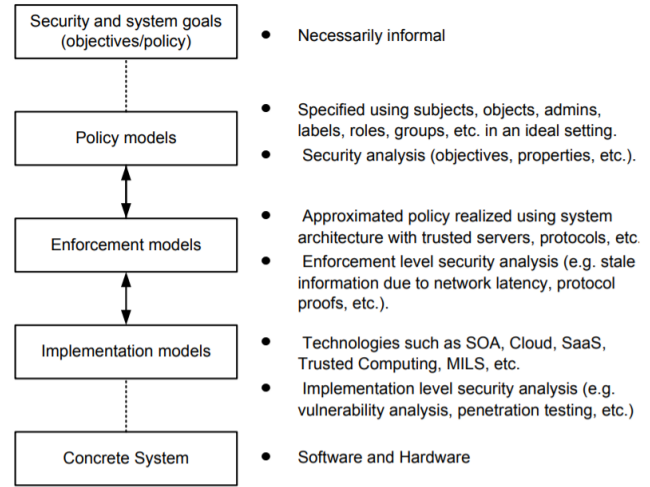 Security and system goals
(objectives/policy)
● Necessarily informal
Policy models
● Specified using subjects, objects, admins,
labels, roles, groups, etc. in an ideal setting.
● Security analysis (objectives, properties, etc.).
Enforcement models
● Approximated policy realized using system
architecture with trusted servers, protocols, etc.
● Enforcement level security analysis (e.g. stale
information due to network latency, protocol
proofs, etc.).
Implementation models
● Technologies such as SOA, Cloud, SaaS,
Trusted Computing, MILS, etc.
● Implementation level security analysis (e.g.
vulnerability analysis, penetration testing, etc.)
Concrete System
● Software and Hardware